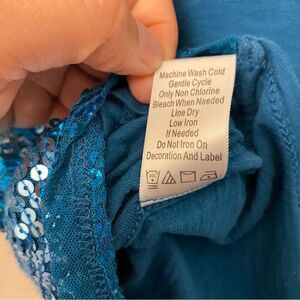 Machine Wash Cold
Gentle Cycle
Only Non Chlorine
Bleach When Needed
Line Dry
Low Iron
If Needed
Do Not Iron On
Decoration And Label